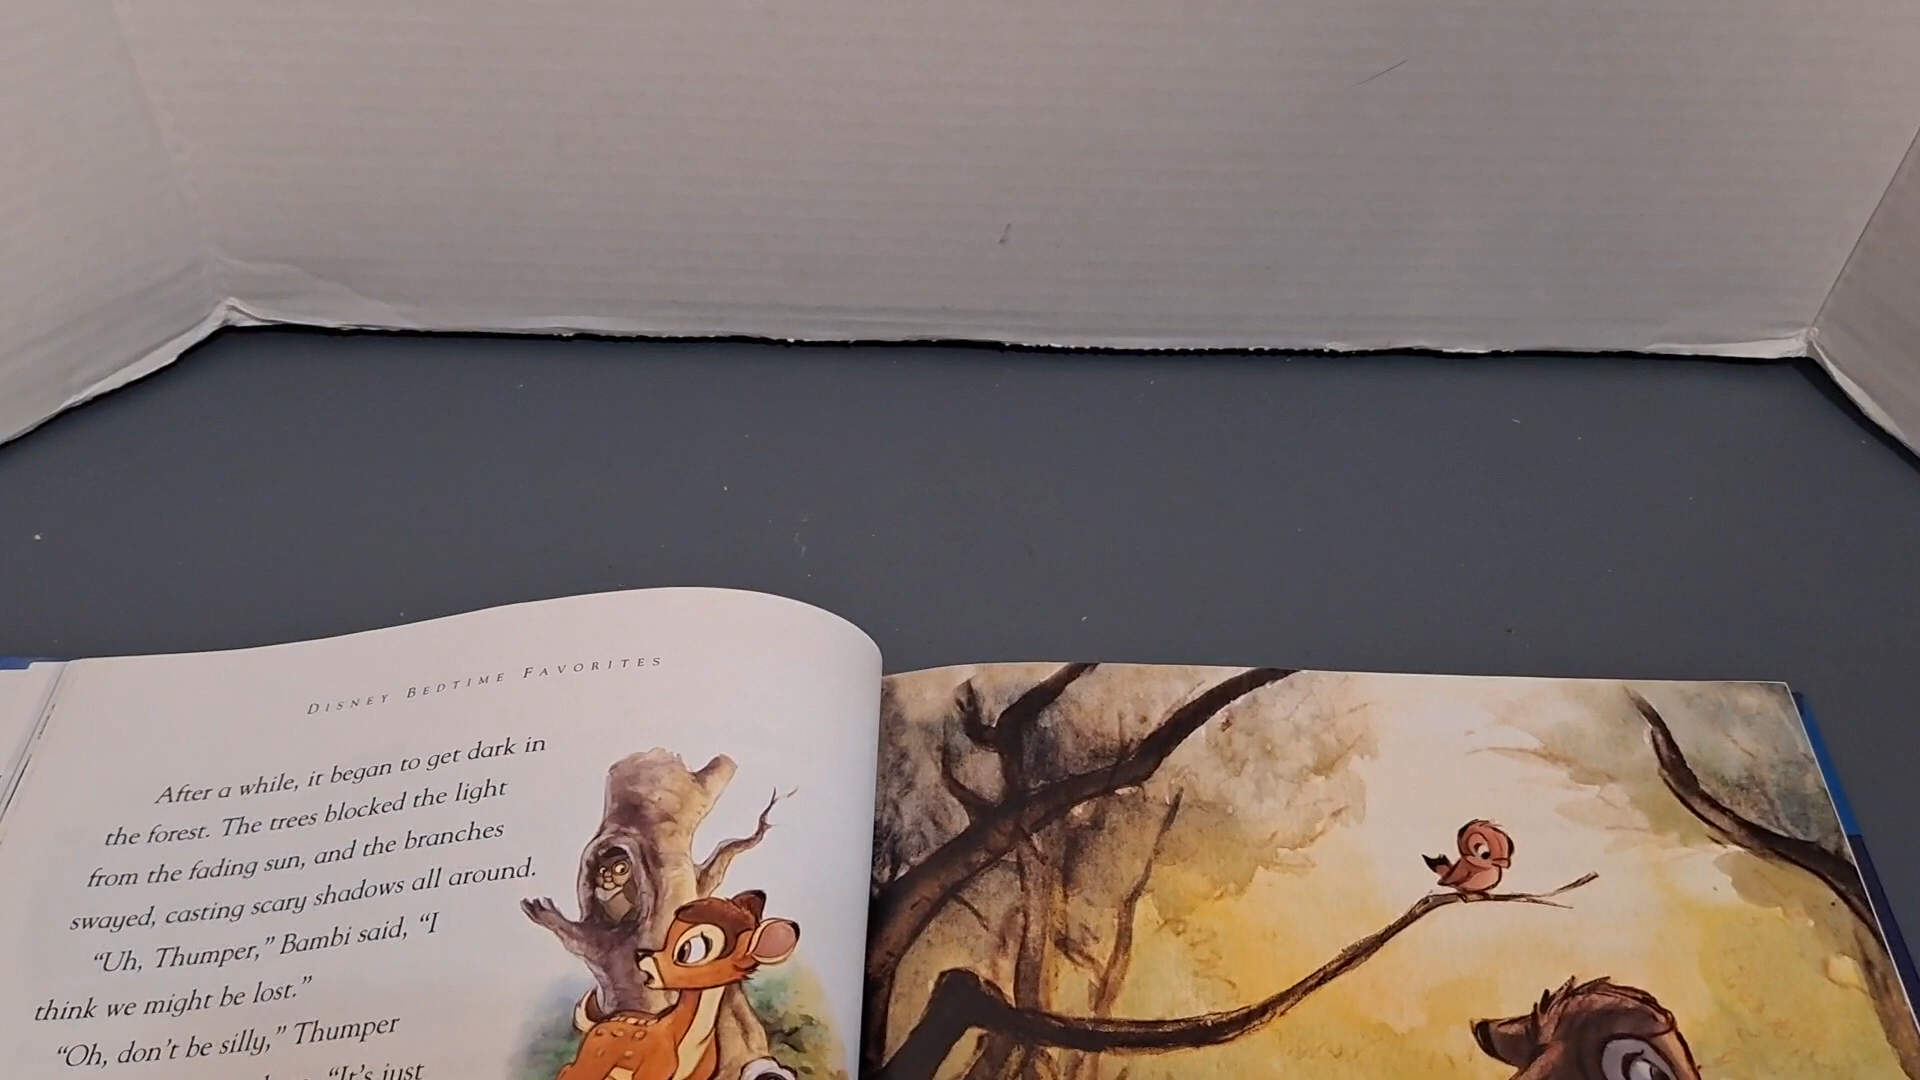 DISNEY BEDTIME FAVORITES
After a while, it began to get dark in
the forest. The trees blocked the light
from the fading sun, and the branches
swayed, casting scary shadows all around.
“Uh, Thumper,” Bambi said, “I
think we might be lost.”
“Oh, don’t be silly,” Thumper
“It’s just